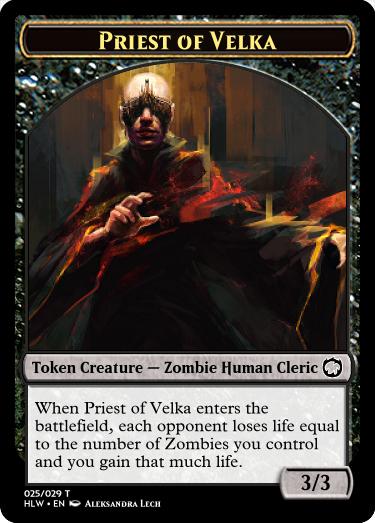 Priest of Velka
Token Creature — Zombie Human Cleric
When Priest of Velka enters the
battlefield, each opponent loses life equal
to the number of Zombies you control
and you gain that much life.
3/3
025/029 T
HLW • EN Aleksandra Lech